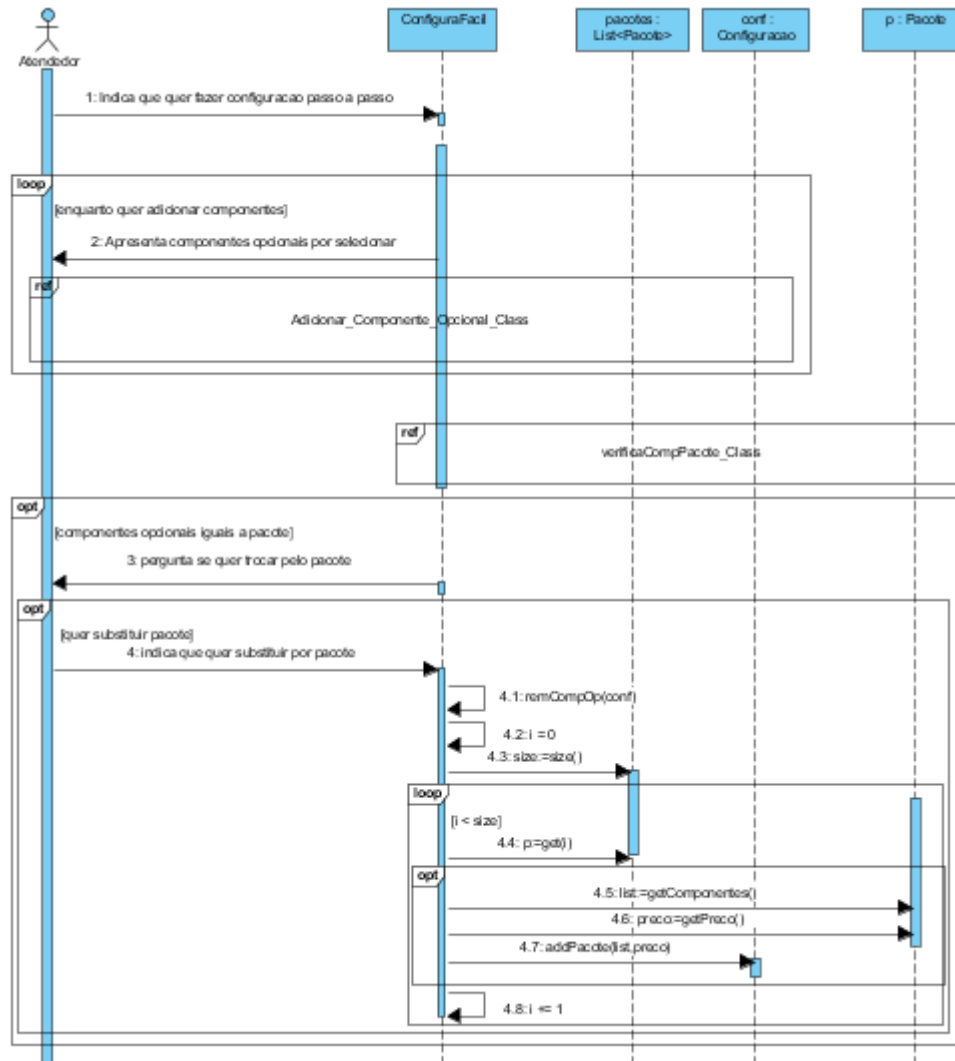 ConfiguraFacil
pacotes :
List<Pacote>
conf :
Configuracao
p : Pacote
Atendedor
1: Indica que quer fazer configuracao passo a passo
loop
[enquanto quer adicionar componentes]
2: Apresenta componentes opcionais por selecionar
ref
Adicionar_Componente_Opcional_Class
ref
verificaCompPacote_Class
opt
[componentes opcionais iguais a pacote]
3: pergunta se quer trocar pelo pacote
opt
[quer substituir pacote]
4: indica que quer substituir por pacote
4.1: remCompOp(conf)
4.2: i = 0
4.3: size:=size()
loop
[i < size]
4.4: p:=get(i)
opt
4.5: list:=getComponentes()
4.6: preco:=getPreco()
4.7: addPacote(list,preco)
4.8: i += 1